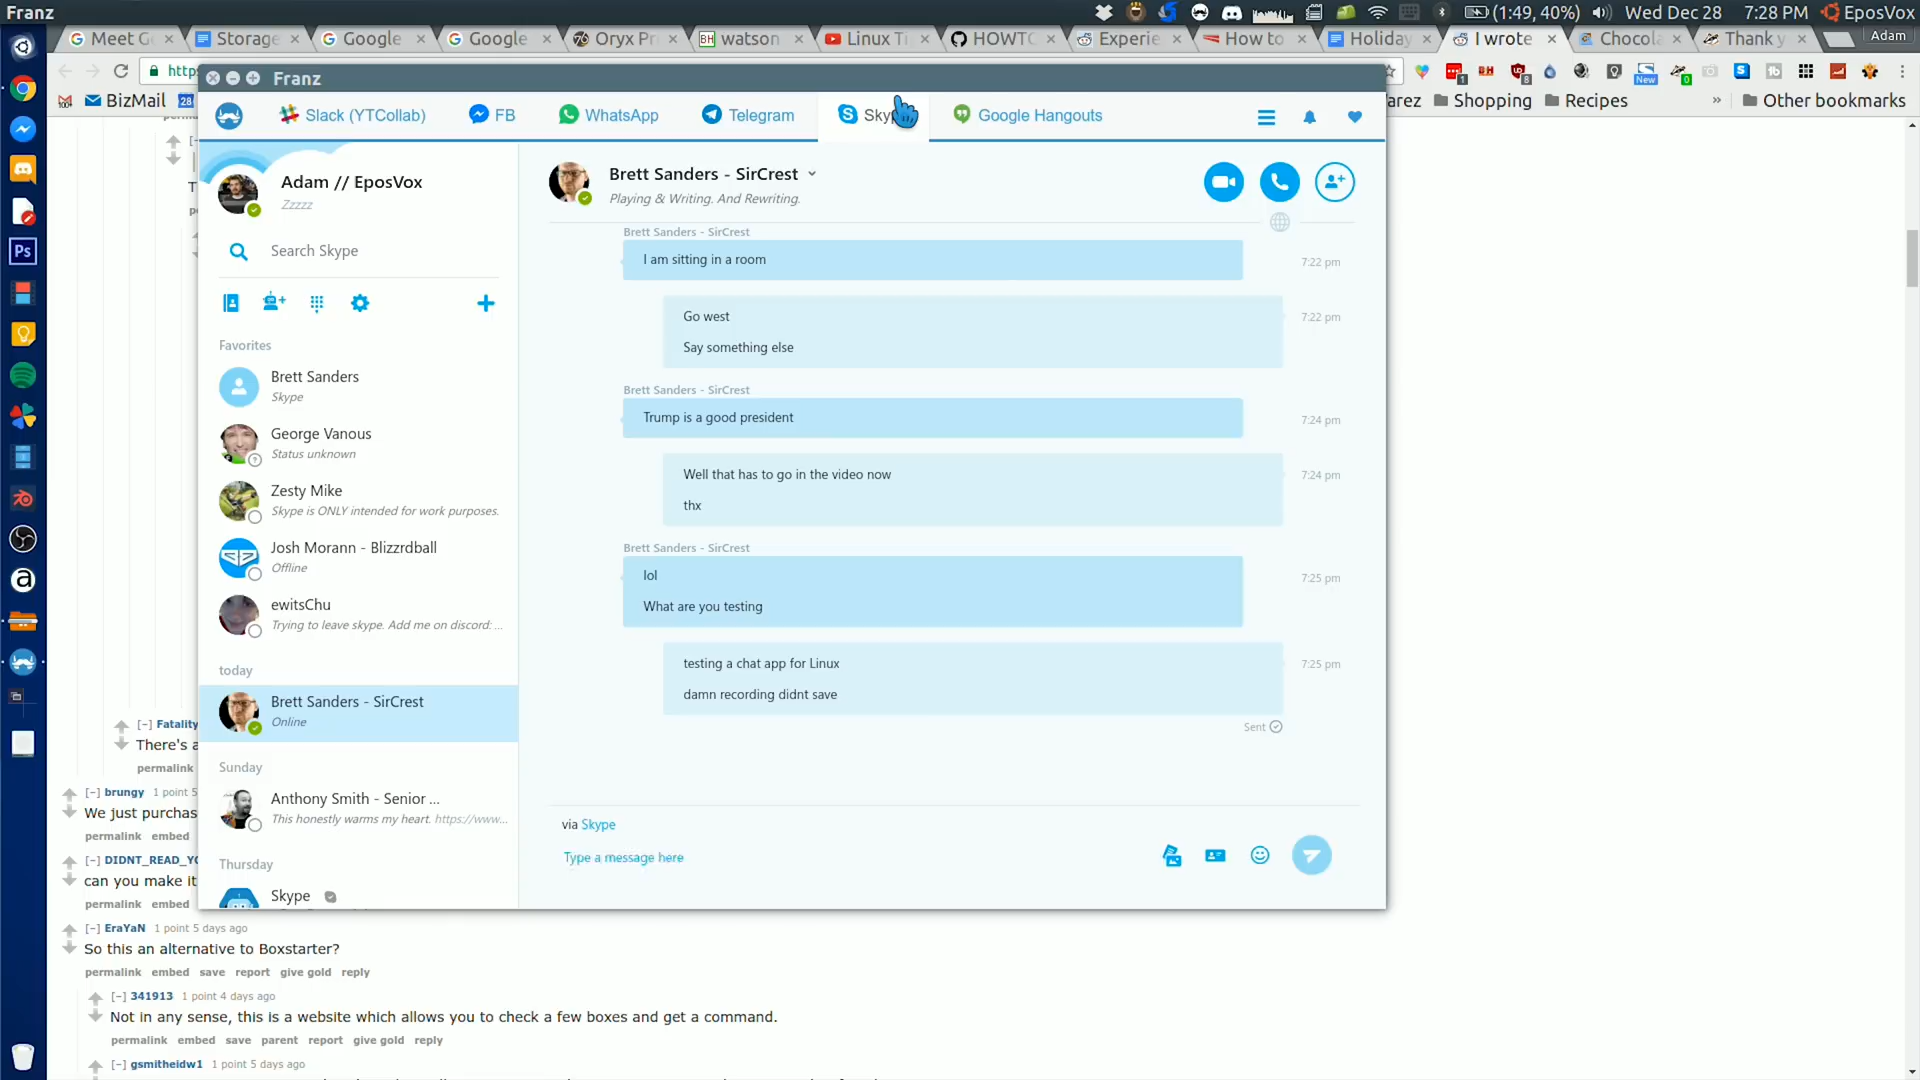 Franz
(1:49, 40%)
Wed Dec 28
7:28 PM
EposVox
Meet G
Storage
Google
Google
Oryx Pr
watson
Linux Ti
HOWTO
Experie
How to
Holiday
I wrote
Chocol
Thank y
Adam
http
Franz
BizMail
28
arez
Shopping
Recipes
»
Other bookmarks
New
Slack (YTCollab)
FB
WhatsApp
Telegram
Sky
Google Hangouts
Adam // EposVox
Zzzzz
Search Skype
Favorites
Brett Sanders
Skype
George Vanous
Status unknown
Zesty Mike
Skype is ONLY intended for work purposes.
Josh Morann - Blizzrdball
Offline
ewitsChu
Trying to leave skype. Add me on discord: ...
today
Brett Sanders - SirCrest
Online
Sunday
Anthony Smith - Senior ...
This honestly warms my heart. https://www...
Thursday
Skype
Brett Sanders - SirCrest
Playing & Writing. And Rewriting.
Brett Sanders - SirCrest
I am sitting in a room
7:22 pm
Go west
7:22 pm
Say something else
Brett Sanders - SirCrest
Trump is a good president
7:24 pm
Well that has to go in the video now
7:24 pm
thx
Brett Sanders - SirCrest
lol
7:25 pm
What are you testing
testing a chat app for Linux
7:25 pm
damn recording didnt save
Sent
via Skype
Type a message here
[-] Fatality
There's a
permalink
[-] brungy 1 point 5
We just purchas
permalink embed
[-] DIDNT_READ_YO
can you make it
permalink embed
[-] EraYaN 1 point 5 days ago
So this an alternative to Boxstarter?
permalink embed save report give gold reply
[-] 341913 1 point 4 days ago
Not in any sense, this is a website which allows you to check a few boxes and get a command.
permalink embed save parent report give gold reply
[-] gsmitheidw1 1 point 5 days ago